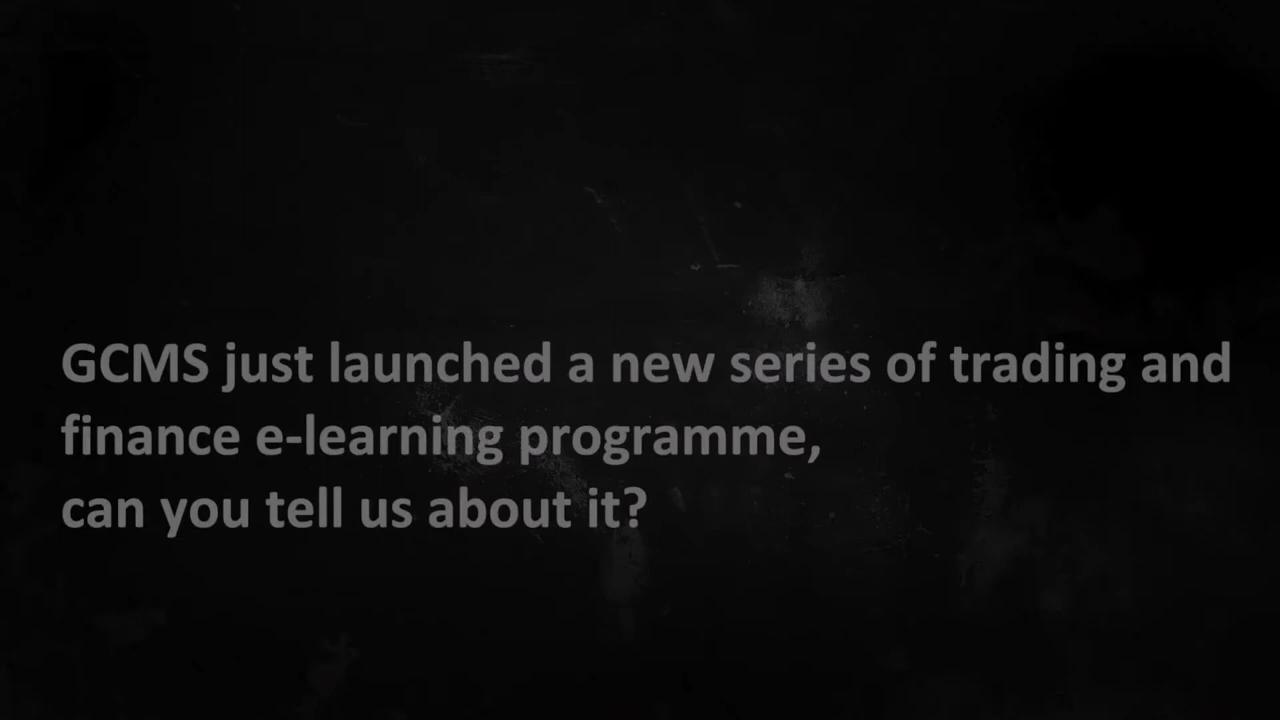 GCMS just launched a new series of trading and
finance e-learning programme,
can you tell us about it?